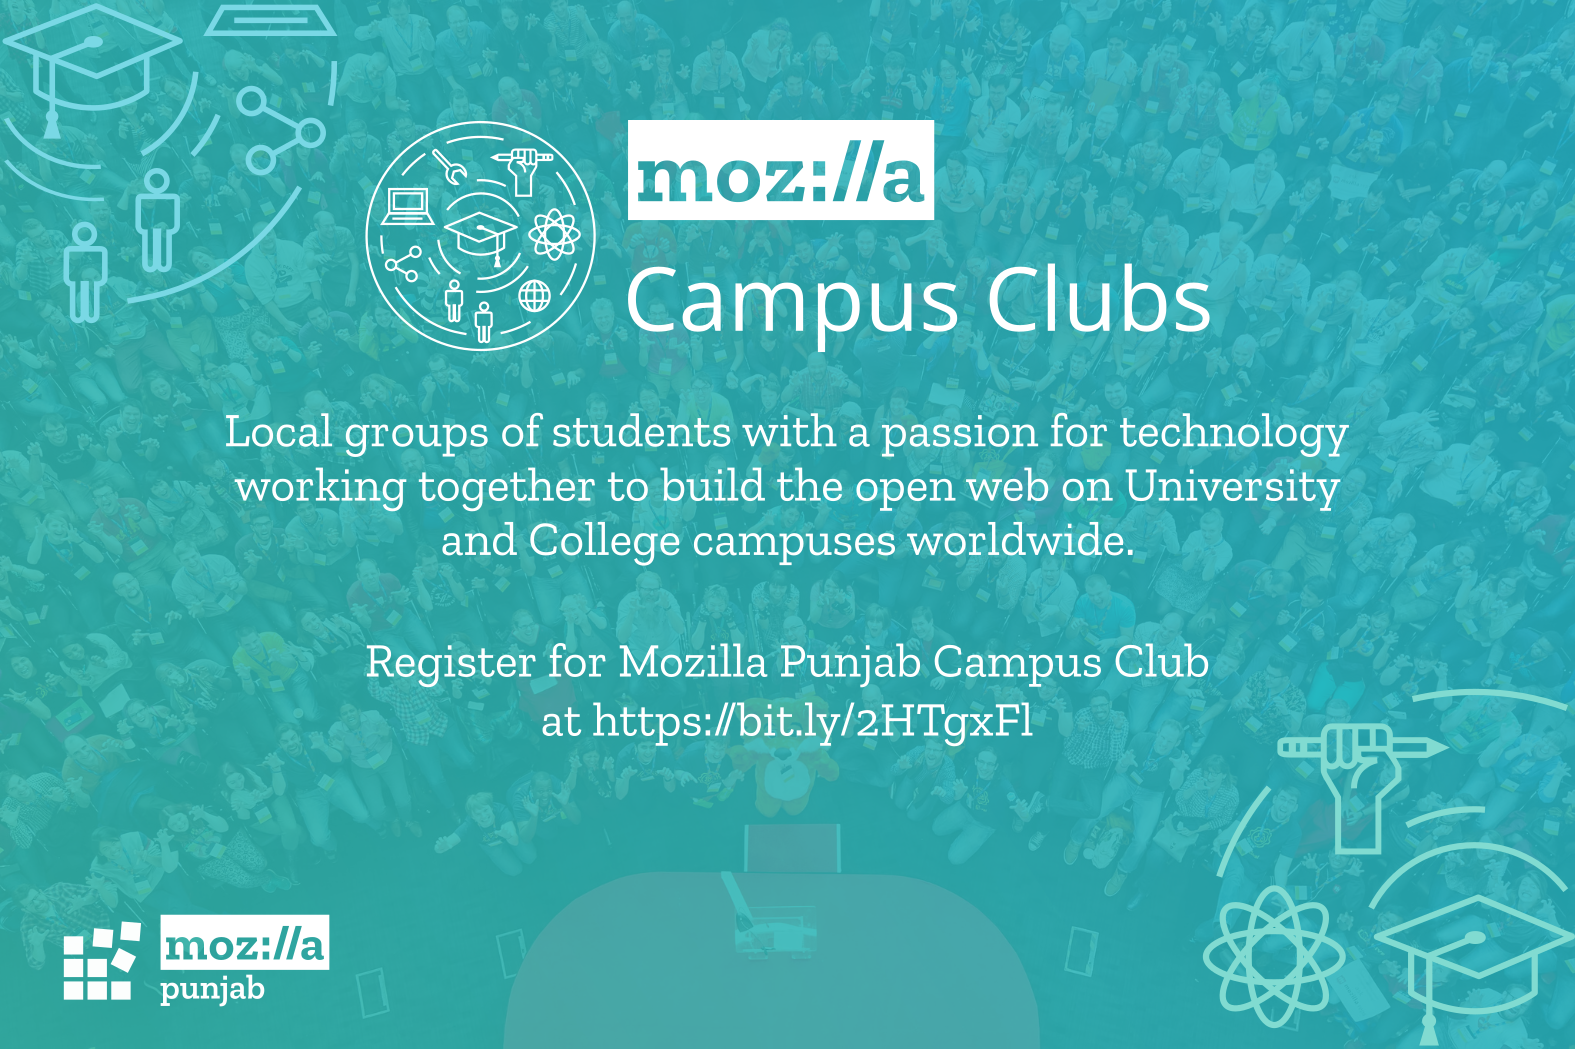 moz://a
Campus Clubs
Local groups of students with a passion for technology
working together to build the open web on University
and College campuses worldwide.
Register for Mozilla Punjab Campus Club
at https://bit.ly/2HTgxFl
moz://a
punjab